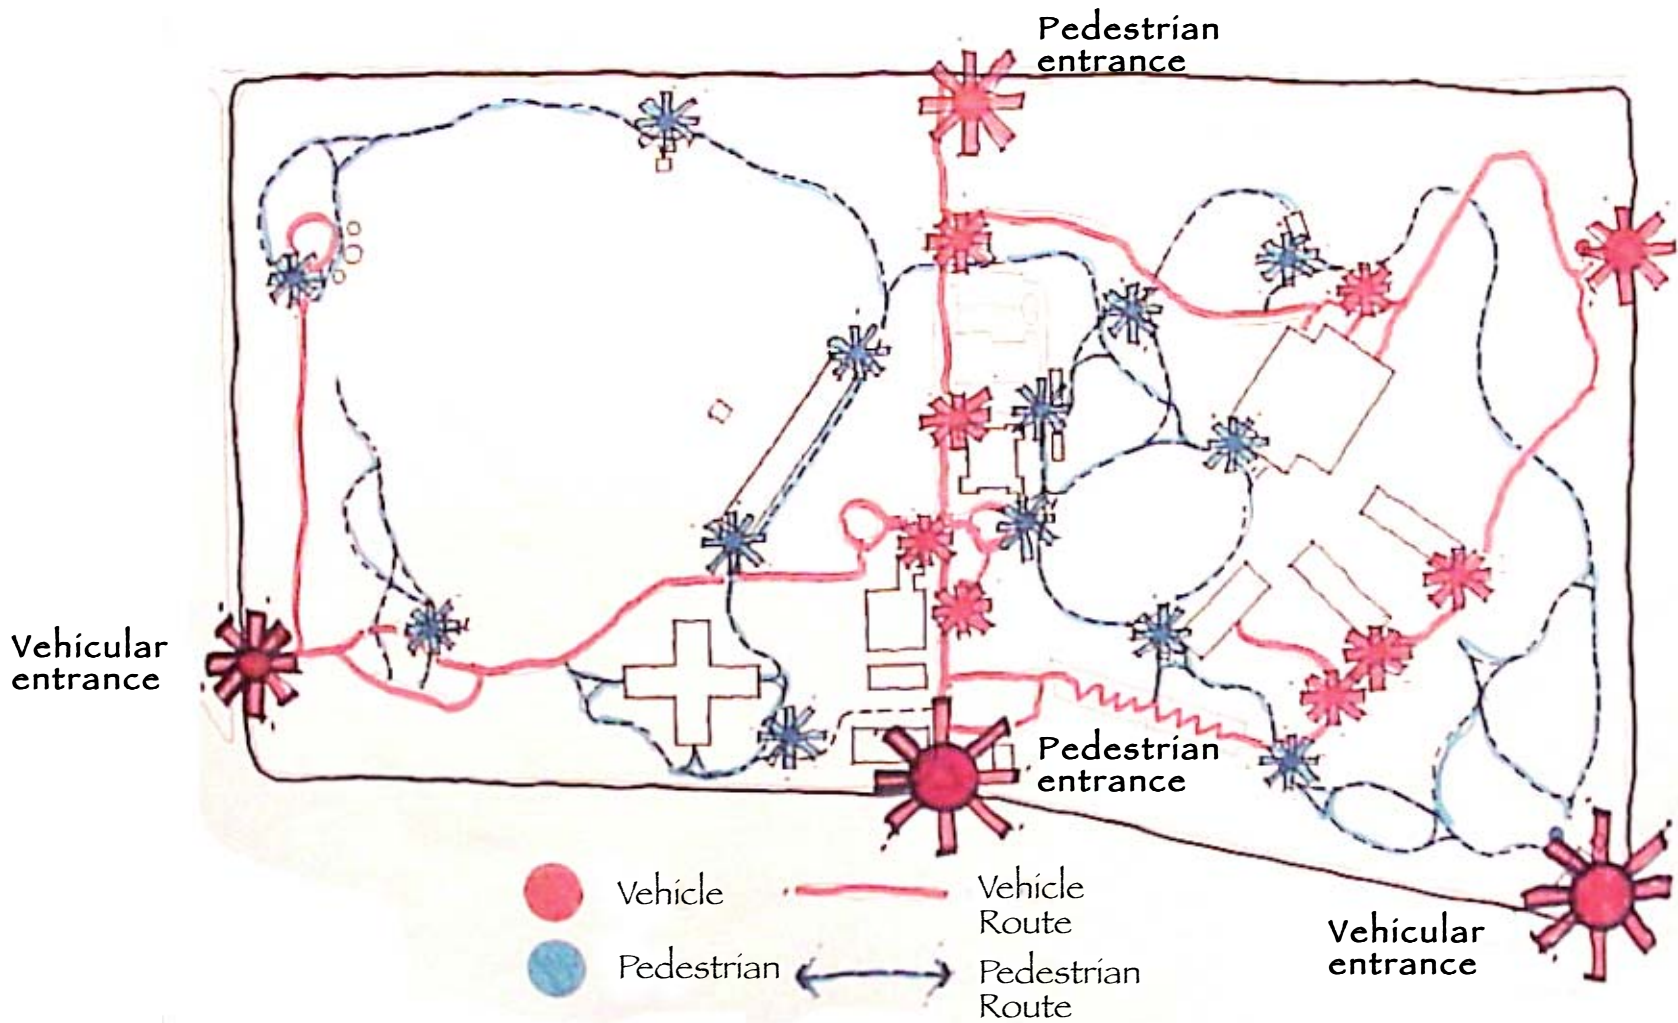 Pedestrian
entrance
Vehicular
entrance
Pedestrian
entrance
Vehicle
Vehicle
Route
Vehicular
entrance
Pedestrian
Pedestrian
Route